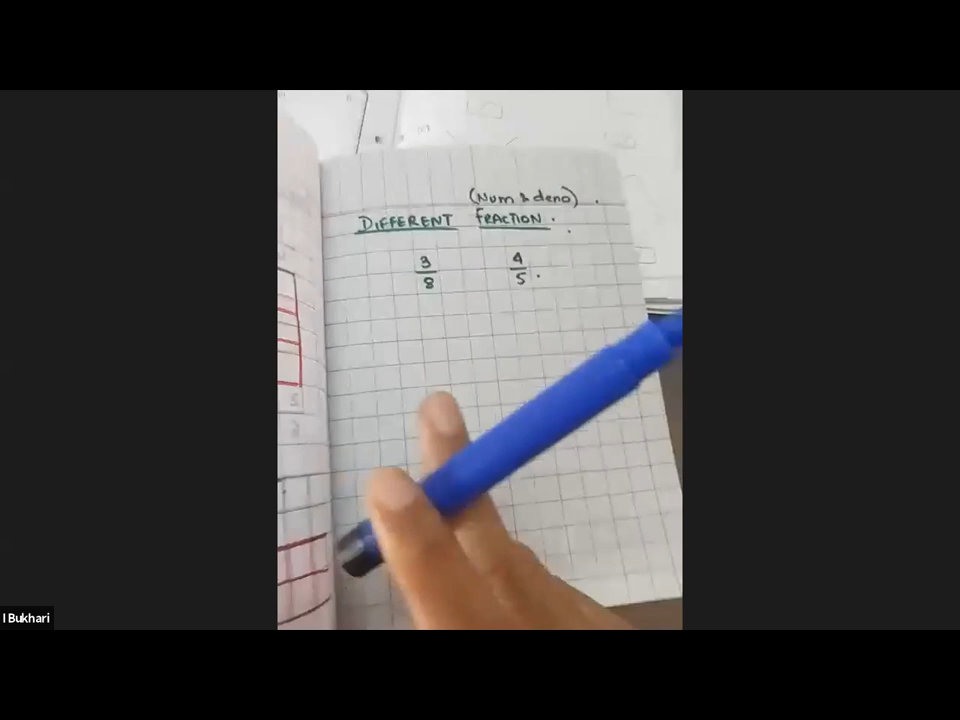 (Num & deno).
DIFFERENT FRACTION.
3/8 4/5.
I Bukhari